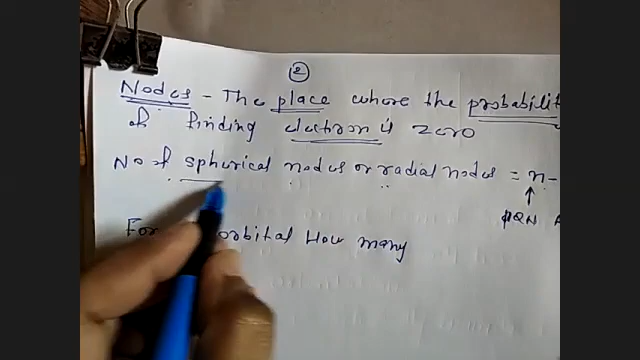 2
Nodes - The place where the
of finding electron is zero
No of spherical nodes or radial nodes = n -
PQN A
For orbital How many